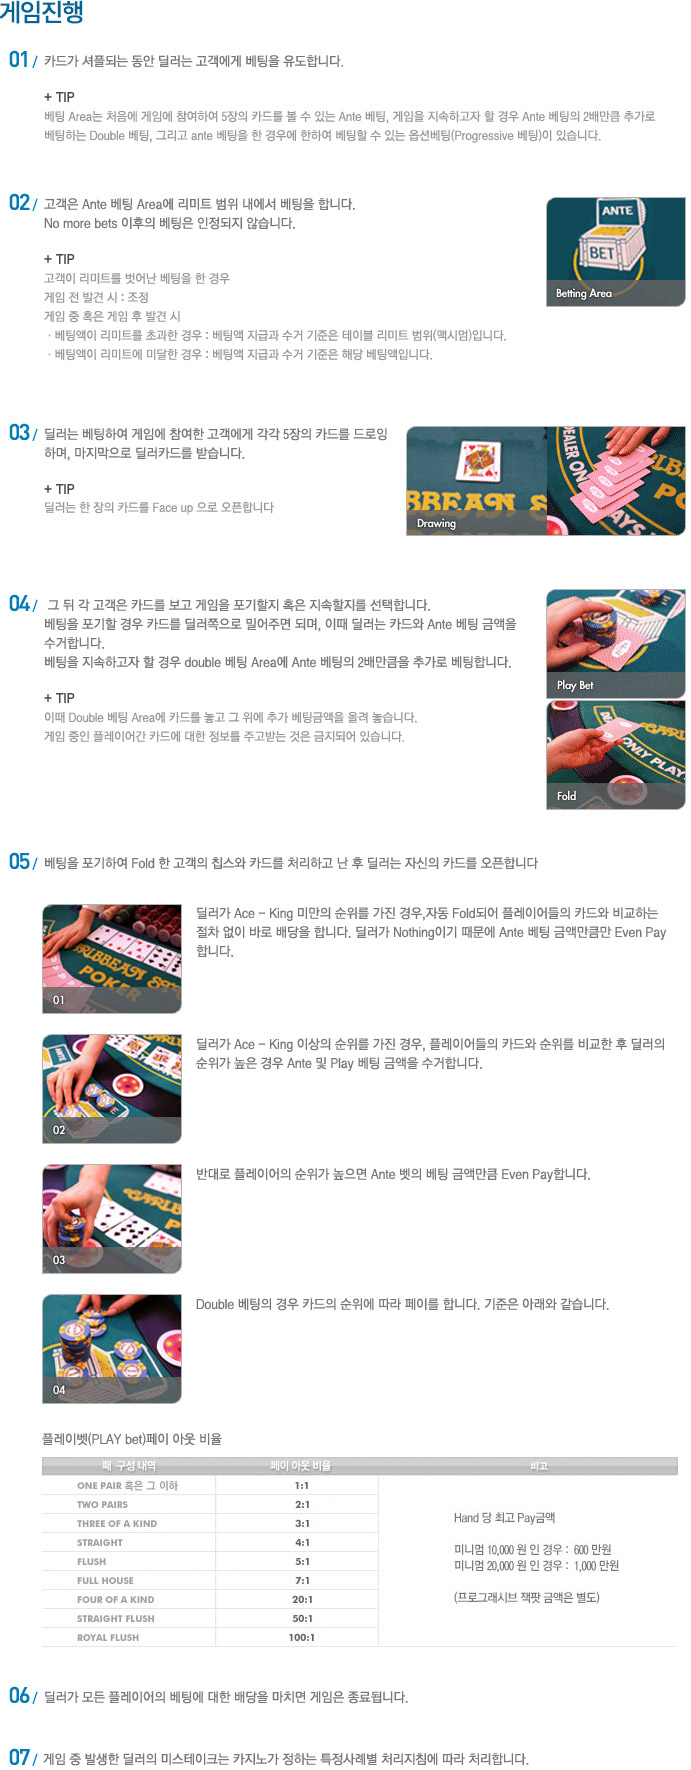 게임진행
01 / 카드가 셔플되는 동안 딜러는 고객에게 베팅을 유도합니다.
+ TIP
베팅 Area는 처음에 게임에 참여하여 5장의 카드를 볼 수 있는 Ante 베팅, 게임을 지속하고자 할 경우 Ante 베팅의 2배만큼 추가로
베팅하는 Double 베팅, 그리고 ante 베팅을 한 경우에 한하여 베팅할 수 있는 옵션베팅(Progressive 베팅)이 있습니다.
02 / 고객은 Ante 베팅 Area에 리미트 범위 내에서 베팅을 합니다.
No more bets 이후의 베팅은 인정되지 않습니다.
+ TIP
고객이 리미트를 벗어난 베팅을 한 경우
게임 전 발견 시 : 조정
게임 중 혹은 게임 후 발견 시
· 베팅액이 리미트를 초과한 경우 : 베팅액 지급과 수거 기준은 테이블 리미트 범위(맥시멈)입니다.
· 베팅액이 리미트에 미달한 경우 : 베팅액 지급과 수거 기준은 해당 베팅액입니다.
ANTE
BET
Betting Area
03 / 딜러는 베팅하여 게임에 참여한 고객에게 각각 5장의 카드를 드로잉
하며, 마지막으로 딜러카드를 받습니다.
+ TIP
딜러는 한 장의 카드를 Face up 으로 오픈합니다
Drawing
04 / 그 뒤 각 고객은 카드를 보고 게임을 포기할지 혹은 지속할지를 선택합니다.
베팅을 포기할 경우 카드를 딜러쪽으로 밀어주면 되며, 이때 딜러는 카드와 Ante 베팅 금액을
수거합니다.
베팅을 지속하고자 할 경우 double 베팅 Area에 Ante 베팅의 2배만큼을 추가로 베팅합니다.
+ TIP
이때 Double 베팅 Area에 카드를 놓고 그 위에 추가 베팅금액을 올려 놓습니다.
게임 중인 플레이어간 카드에 대한 정보를 주고받는 것은 금지되어 있습니다.
Play Bet
Fold
05 / 베팅을 포기하여 Fold 한 고객의 칩스와 카드를 처리하고 난 후 딜러는 자신의 카드를 오픈합니다
01
딜러가 Ace - King 미만의 순위를 가진 경우,자동 Fold되어 플레이어들의 카드와 비교하는
절차 없이 바로 배당을 합니다. 딜러가 Nothing이기 때문에 Ante 베팅 금액만큼만 Even Pay
합니다.
02
딜러가 Ace - King 이상의 순위를 가진 경우, 플레이어들의 카드와 순위를 비교한 후 딜러의
순위가 높은 경우 Ante 및 Play 베팅 금액을 수거합니다.
03
반대로 플레이어의 순위가 높으면 Ante 벳의 베팅 금액만큼 Even Pay합니다.
04
Double 베팅의 경우 카드의 순위에 따라 페이를 합니다. 기준은 아래와 같습니다.
플레이벳(PLAY bet)페이 아웃 비율
패 구성 내역 페이 아웃 비율 비고
ONE PAIR 혹은 그 이하 1:1
TWO PAIRS 2:1
THREE OF A KIND 3:1
STRAIGHT 4:1
FLUSH 5:1
FULL HOUSE 7:1
FOUR OF A KIND 20:1
STRAIGHT FLUSH 50:1
ROYAL FLUSH 100:1
Hand 당 최고 Pay금액
미니멈 10,000 원 인 경우 : 600 만원
미니멈 20,000 원 인 경우 : 1,000 만원
(프로그래시브 잭팟 금액은 별도)
06 / 딜러가 모든 플레이어의 베팅에 대한 배당을 마치면 게임은 종료됩니다.
07 / 게임 중 발생한 딜러의 미스테이크는 카지노가 정하는 특정사례별 처리지침에 따라 처리합니다.